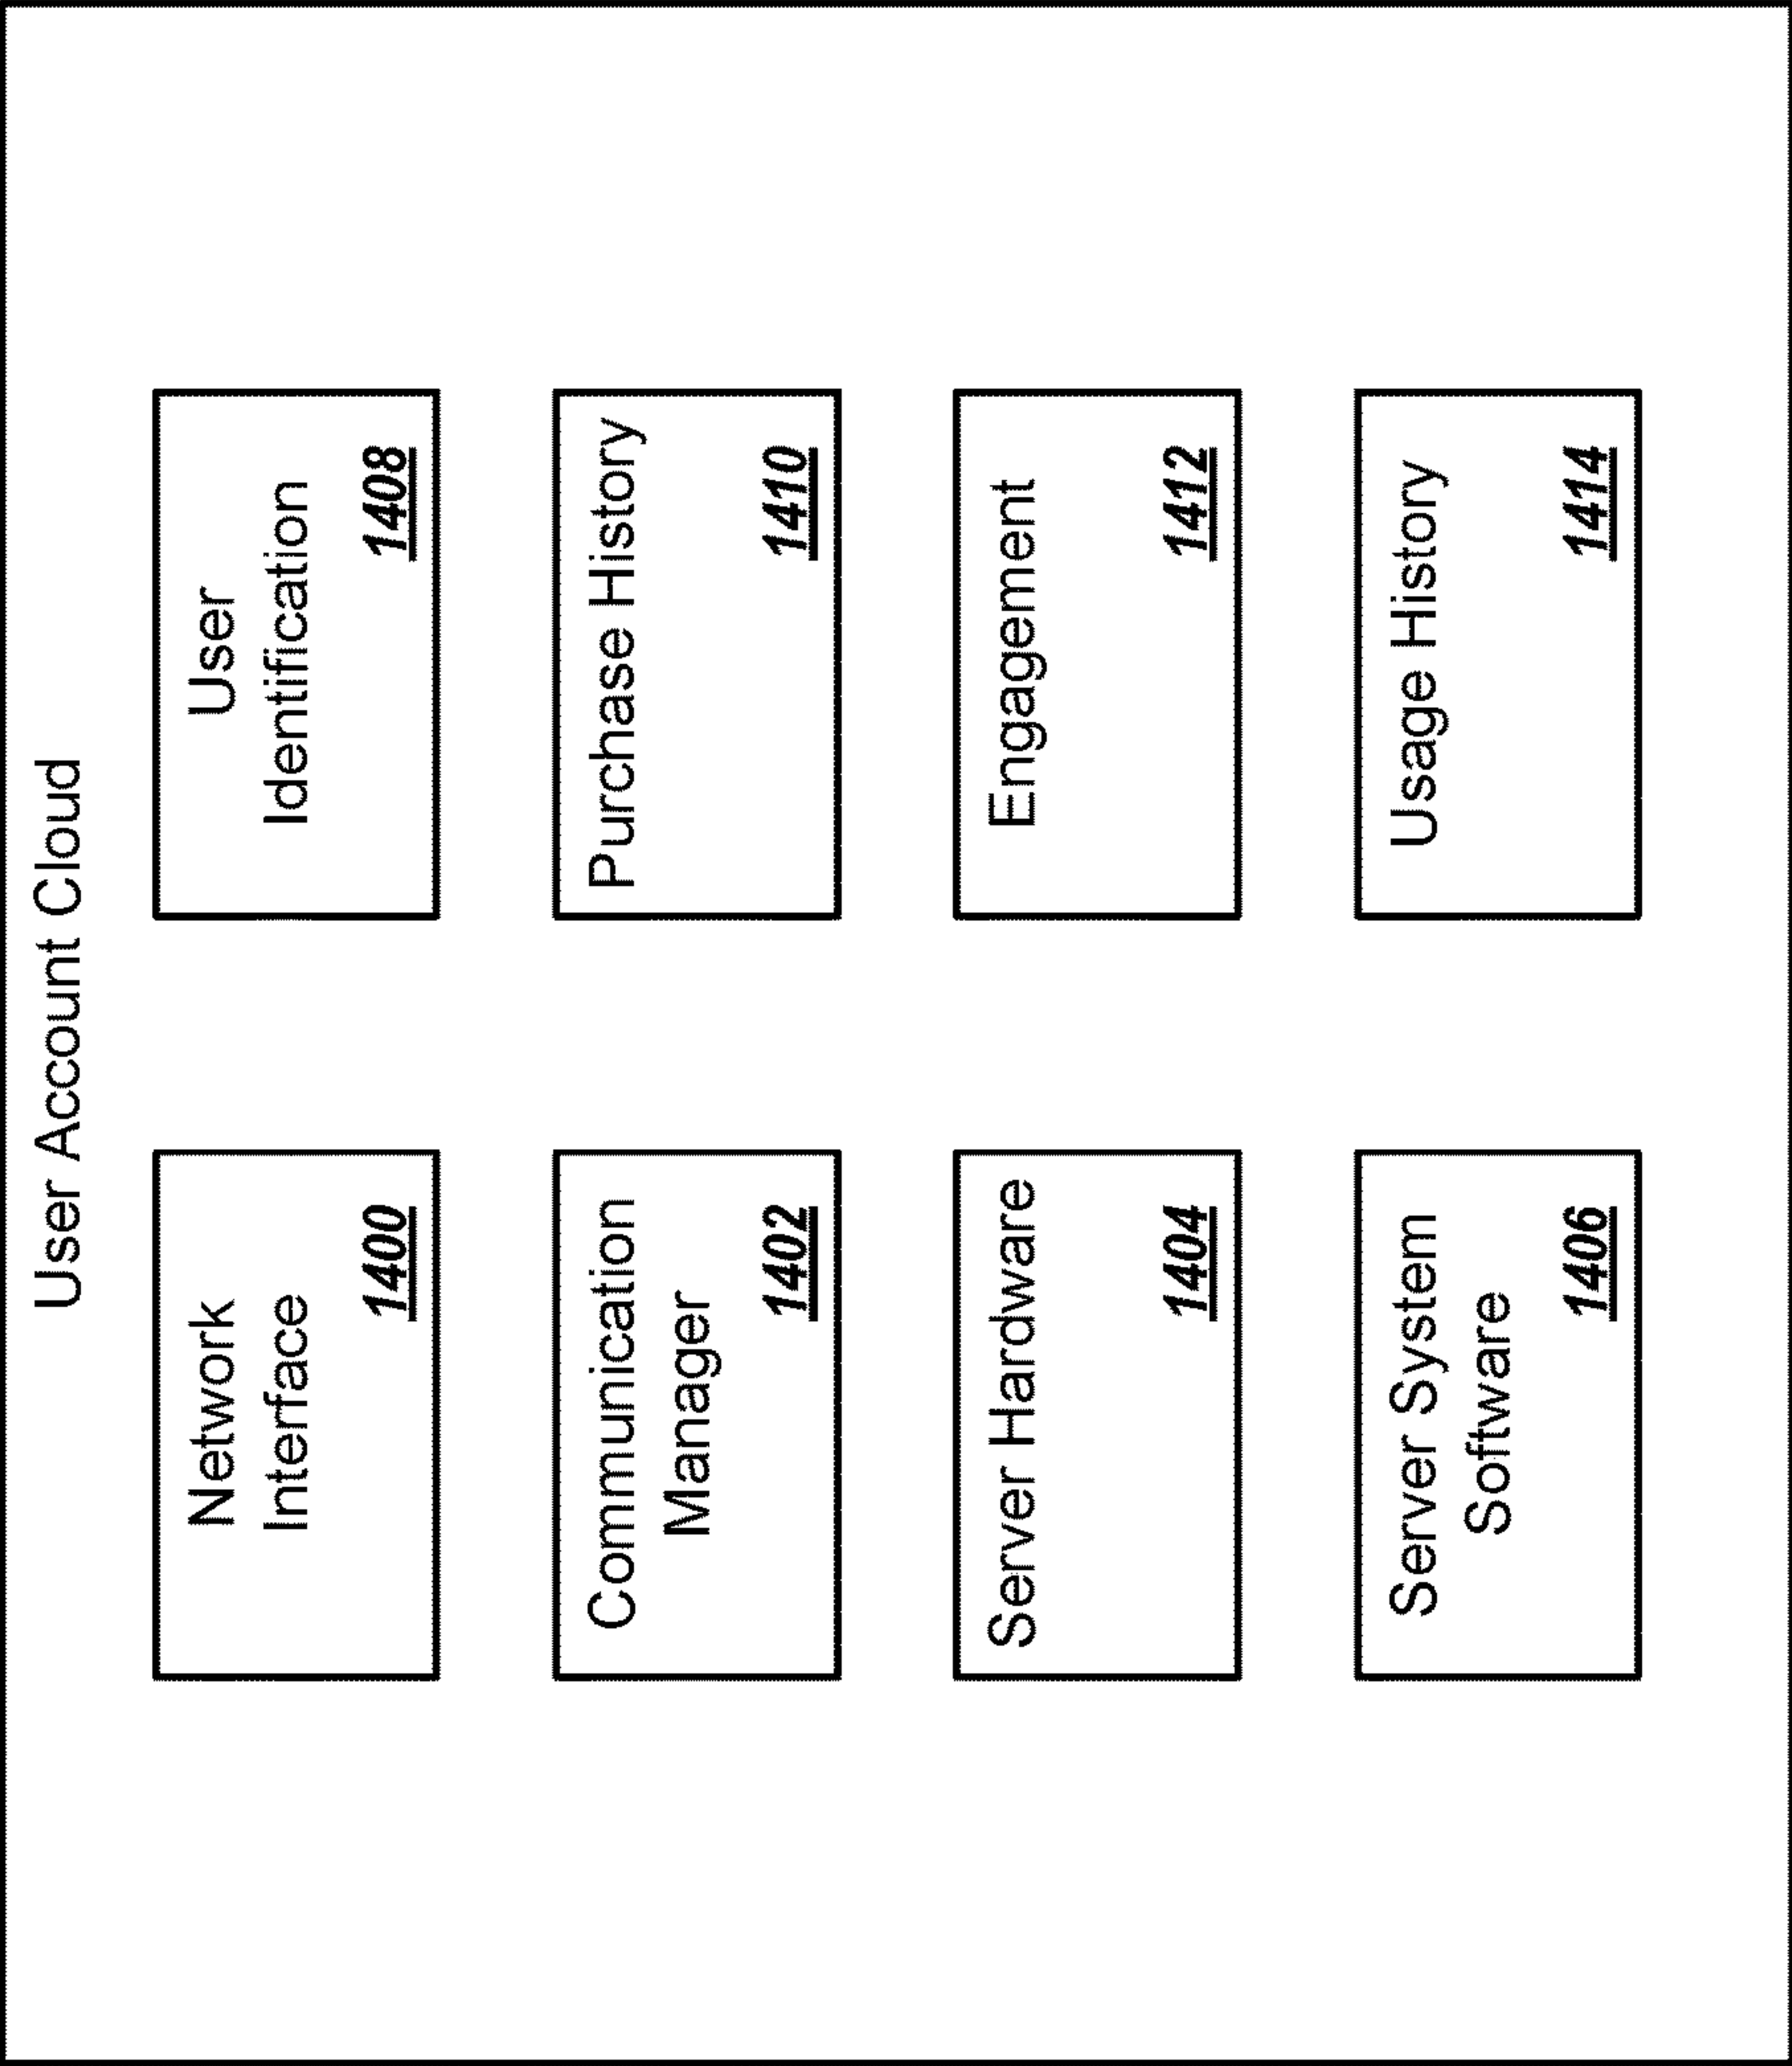 User Account Cloud
Network
Interface
1400
User
Identification
1408
Communication
Manager
1402
Purchase History
1410
Server Hardware
1404
Engagement
1412
Server System
Software
1406
Usage History
1414